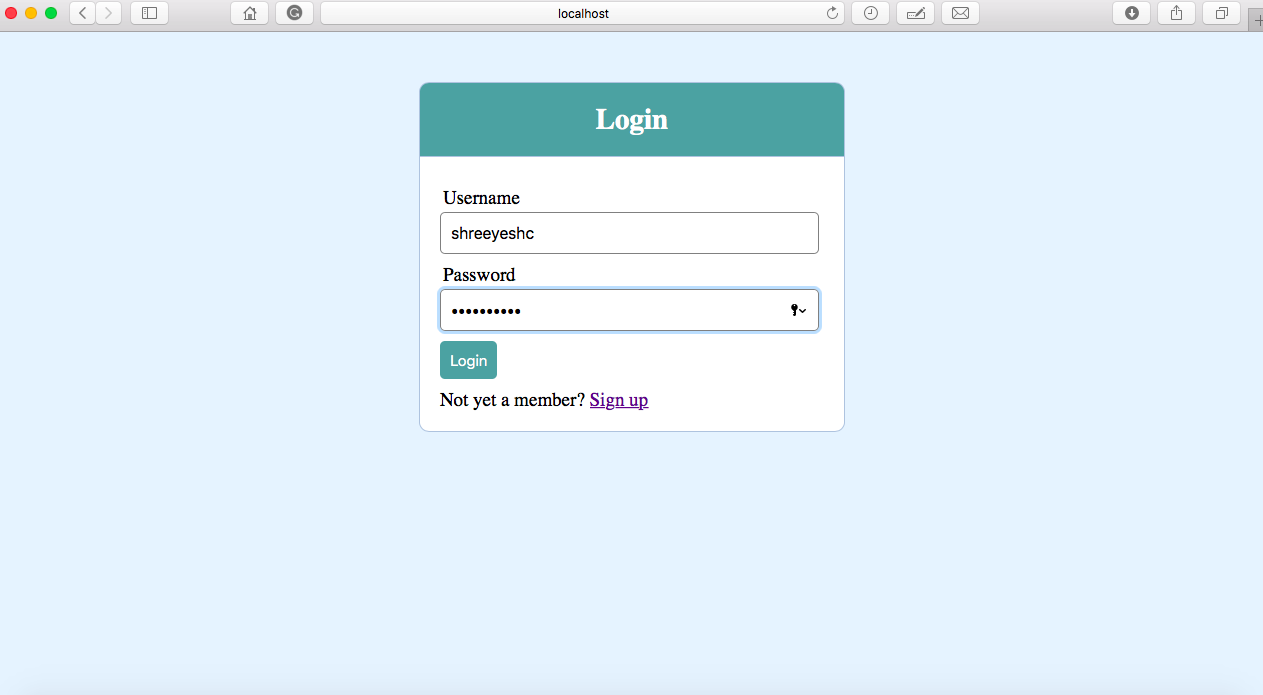 localhost
Login
Username
shreeyeshc
Password
••••••••••
Login
Not yet a member? Sign up